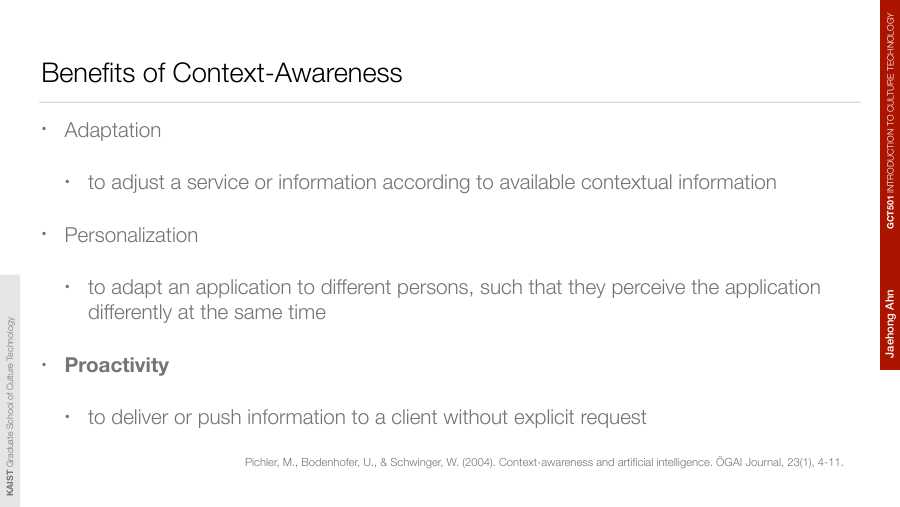 Benefits of Context-Awareness
• Adaptation
• to adjust a service or information according to available contextual information
• Personalization
• to adapt an application to different persons, such that they perceive the application
differently at the same time
• Proactivity
• to deliver or push information to a client without explicit request
Pichler, M., Bodenhofer, U., & Schwinger, W. (2004). Context-awareness and artificial intelligence. ÖGAI Journal, 23(1), 4-11.
KAIST Graduate School of Culture Technology
GCT501 INTRODUCTION TO CULTURE TECHNOLOGY
Jaehong Ahn